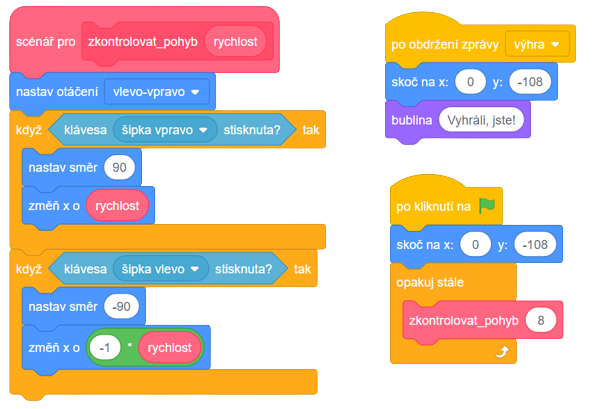 scénář pro zkontrolovat_pohyb rychlost
nastav otáčení vlevo-vpravo
když klávesa šipka vpravo stisknuta? tak
nastav směr 90
změň x o rychlost
když klávesa šipka vlevo stisknuta? tak
nastav směr -90
změň x o -1 * rychlost
po obdržení zprávy výhra
skoč na x: 0 y: -108
bublina Vyhráli, jste!
po kliknutí na
skoč na x: 0 y: -108
opakuj stále
zkontrolovat_pohyb 8